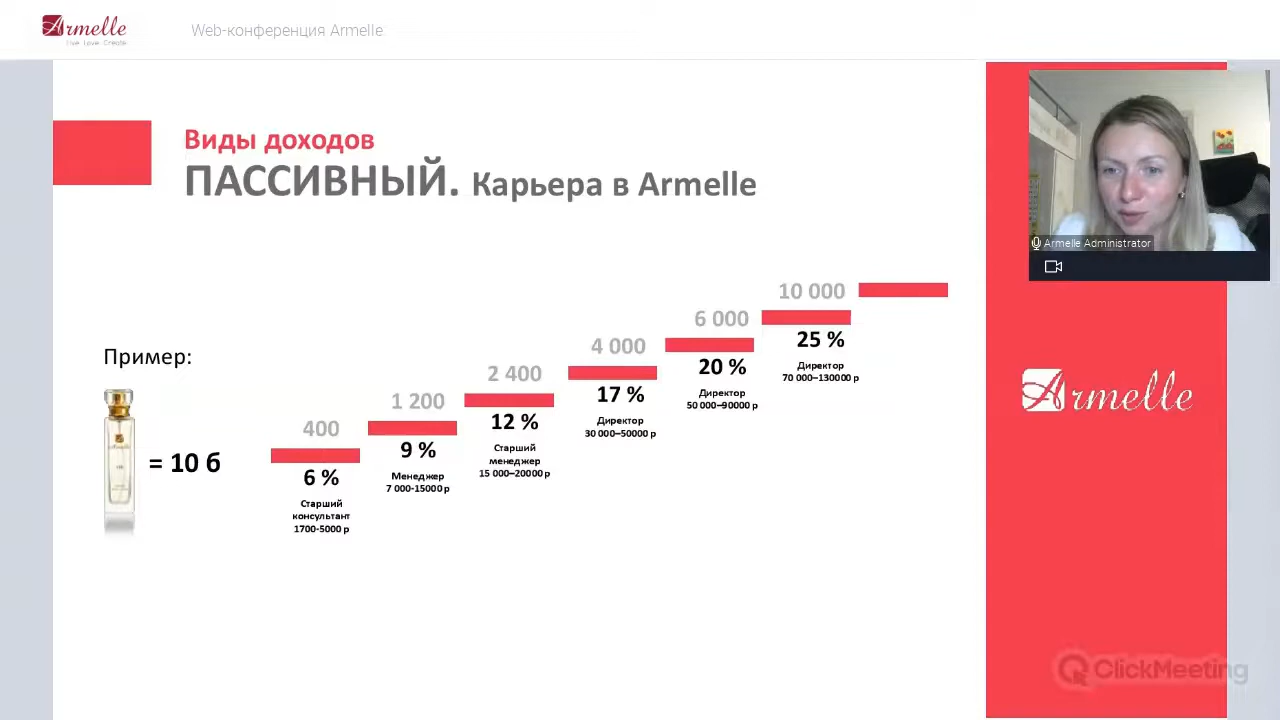 Armelle
Live Love Create
Web-конференция Armelle:
Виды доходов
ПАССИВНЫЙ. Карьера в Armelle
Armelle Administrator
Пример:
= 10 б
400
6 %
Старший
консультант
1700-5000 р
1 200
9 %
Менеджер
7 000-15000 р
2 400
12 %
Старший
менеджер
15 000–20000 р
4 000
17 %
Директор
30 000–50000 р
6 000
20 %
Директор
50 000–90000 р
10 000
25 %
Директор
70 000–130000 р
Armelle
ClickMeeting